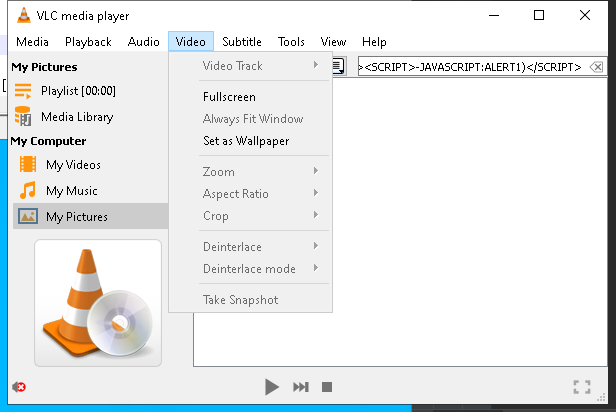 VLC media player
Media Playback Audio Video Subtitle Tools View Help
My Pictures
Playlist [00:00]
Media Library
My Computer
My Videos
My Music
My Pictures
Video Track
Fullscreen
Always Fit Window
Set as Wallpaper
Zoom
Aspect Ratio
Crop
Deinterlace
Deinterlace mode
Take Snapshot
><SCRIPT>-JAVASCRIPT:ALERT1)</SCRIPT>